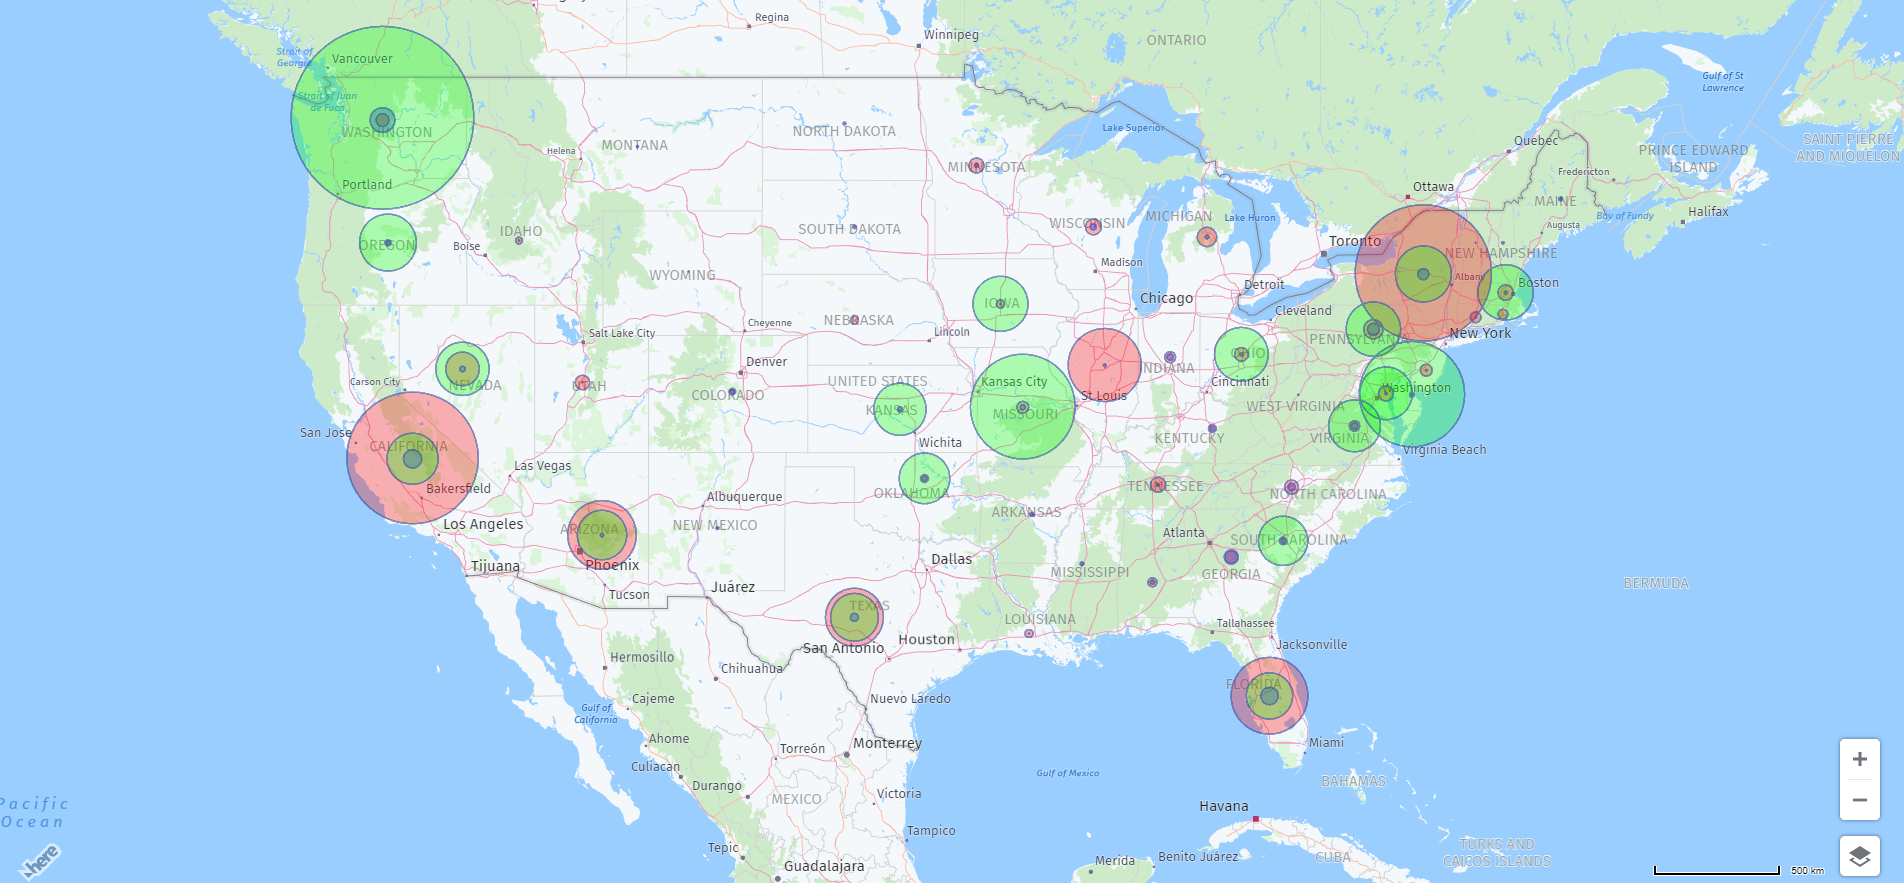 Regina
Winnipeg
ONTARIO
Strait of
Georgia
Vancouver
Gulf of St
Lawrence
Strait of Juan
de Fuca
WASHINGTON
NORTH DAKOTA
Lake Superior
Quebec
SAINT PIERRE
AND MIQUELON
PRINCE EDWARD
ISLAND
MONTANA
Helena
MINNESOTA
Fredericton
Portland
Ottawa
MAINE
Halifax
Bay of Fundy
Augusta
OREGON
IDAHO
Boise
SOUTH DAKOTA
WISCONSIN
MICHIGAN
Lake Huron
Toronto
NEW HAMPSHIRE
Madison
WYOMING
Albany
Boston
Detroit
Chicago
IOWA
Cleveland
NEBRASKA
Cheyenne
Lincoln
Salt Lake City
New York
PENNSYLVANIA
OHIO
Denver
INDIANA
Carson City
NEVADA
UTAH
COLORADO
UNITED STATES
Kansas City
Cincinnati
Washington
St.Louis
KANSAS
MISSOURI
WEST VIRGINIA
San Jose
CALIFORNIA
Wichita
KENTUCKY
VIRGINIA
Virginia Beach
Las Vegas
Bakersfield
Albuquerque
OKLAHOMA
TENNESSEE
NORTH CAROLINA
Los Angeles
ARIZONA
NEW MEXICO
ARKANSAS
Atlanta
SOUTH CAROLINA
Tijuana
Phoenix
Dallas
MISSISSIPPI
GEORGIA
BERMUDA
Tucson
Juárez
TEXAS
LOUISIANA
Tallahassee
San Antonio
Houston
Jacksonville
Hermosillo
Chihuahua
FLORIDA
Cajeme
Nuevo Laredo
Gulf of
California
Ahome
Torreón
Monterrey
Miami
Culiacan
Gulf of Mexico
BAHAMAS
Durango
MEXICO
Victoria
Pacific
Ocean
Havana
Tampico
Tepic
Guadalajara
Merida
Benito Juárez
CUBA
TURKS AND
CAICOS ISLANDS
here
500 km